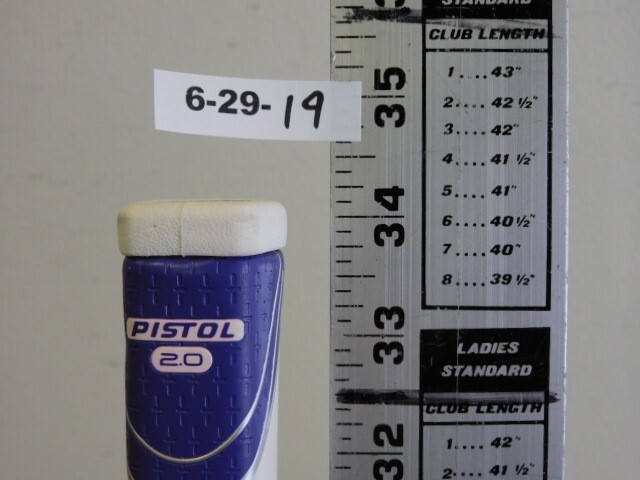 6-29-19
PISTOL
2.0
35
34
33
32
STANDARD
CLUB LENGTH
1....43"
2....42 ½"
3....42"
4....41 ½"
5....41"
6....40 ½"
7....40"
8....39 ½"
LADIES
STANDARD
CLUB LENGTH
1....42"
2....41 ½"